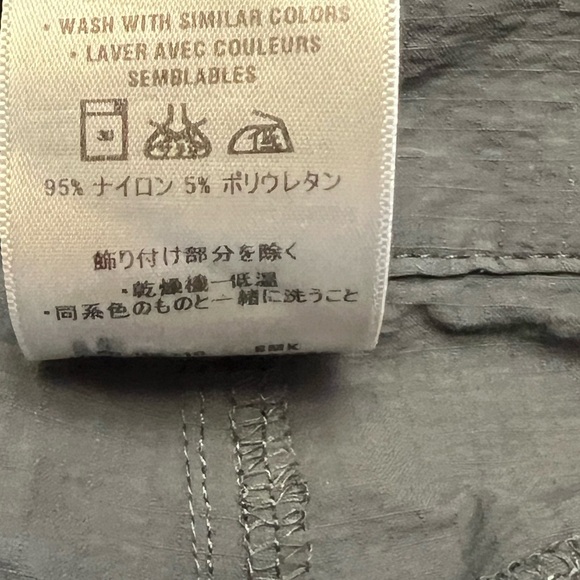 • WASH WITH SIMILAR COLORS
• LAVER AVEC COULEURS
SEMBLABLES
95% ナイロン 5% ポリウレタン
飾り付け部分を除く
・乾燥機一低温
・同系色のものと一緒に洗うこと
SMK